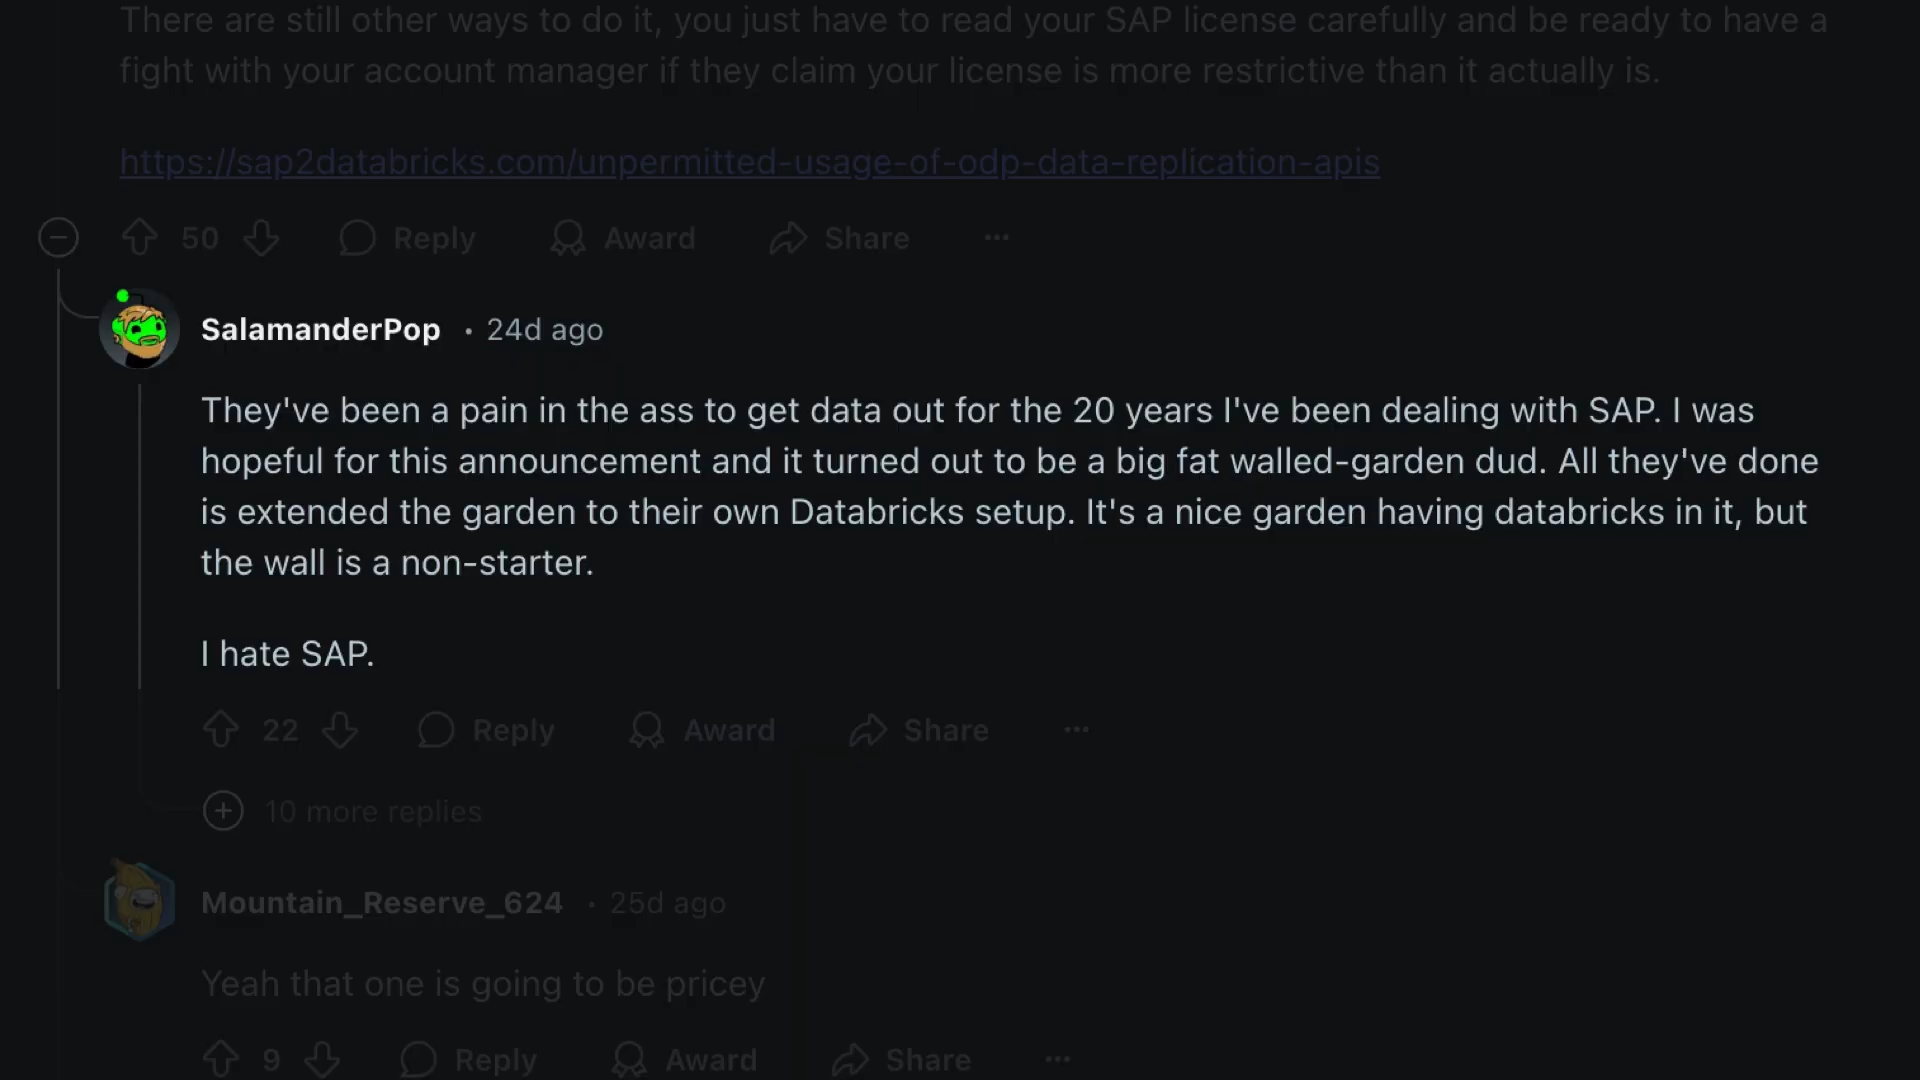 There are still other ways to do it, you just have to read your SAP license carefully and be ready to have a
fight with your account manager if they claim your license is more restrictive than it actually is.
https://sap2databricks.com/unpermitted-usage-of-odp-data-replication-apis
50 Reply Award Share ...
SalamanderPop • 24d ago
They've been a pain in the ass to get data out for the 20 years I've been dealing with SAP. I was
hopeful for this announcement and it turned out to be a big fat walled-garden dud. All they've done
is extended the garden to their own Databricks setup. It's a nice garden having databricks in it, but
the wall is a non-starter.
I hate SAP.
22 Reply Award Share ...
10 more replies
Mountain_Reserve_624 • 25d ago
Yeah that one is going to be pricey
9 Reply Award Share ...